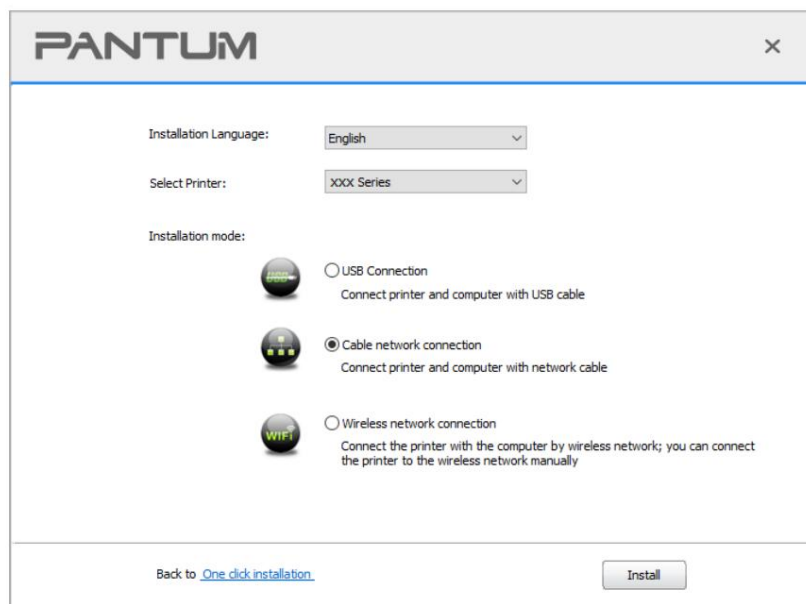 PANTUM
Installation Language:
English
Select Printer:
XXX Series
Installation mode:
USB
USB Connection
Connect printer and computer with USB cable
Cable network connection
Connect printer and computer with network cable
WiFi
Wireless network connection
Connect the printer with the computer by wireless network; you can connect
the printer to the wireless network manually
Back to One click installation
Install